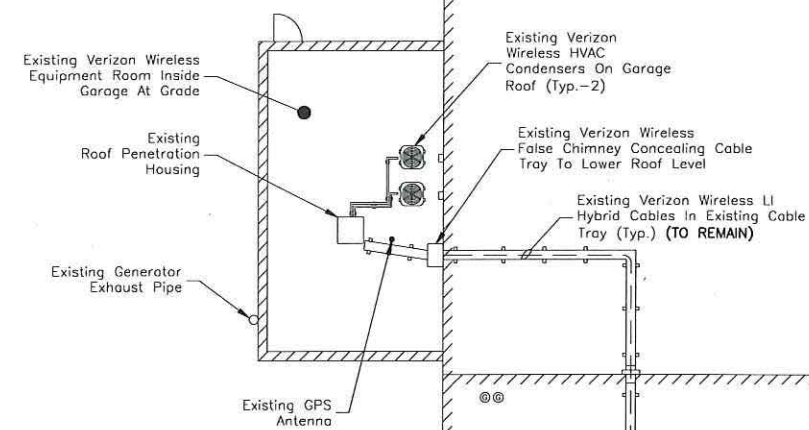 Existing Verizon Wireless
Equipment Room Inside
Garage At Grade
Existing
Roof Penetration
Housing
Existing Generator
Exhaust Pipe
Existing GPS
Antenna
Existing Verizon
Wireless HVAC
Condensers On Garage
Roof (Typ.-2)
Existing Verizon Wireless
False Chimney Concealing Cable
Tray To Lower Roof Level
Existing Verizon Wireless LI
Hybrid Cables In Existing Cable
Tray (Typ.) (TO REMAIN)
G G